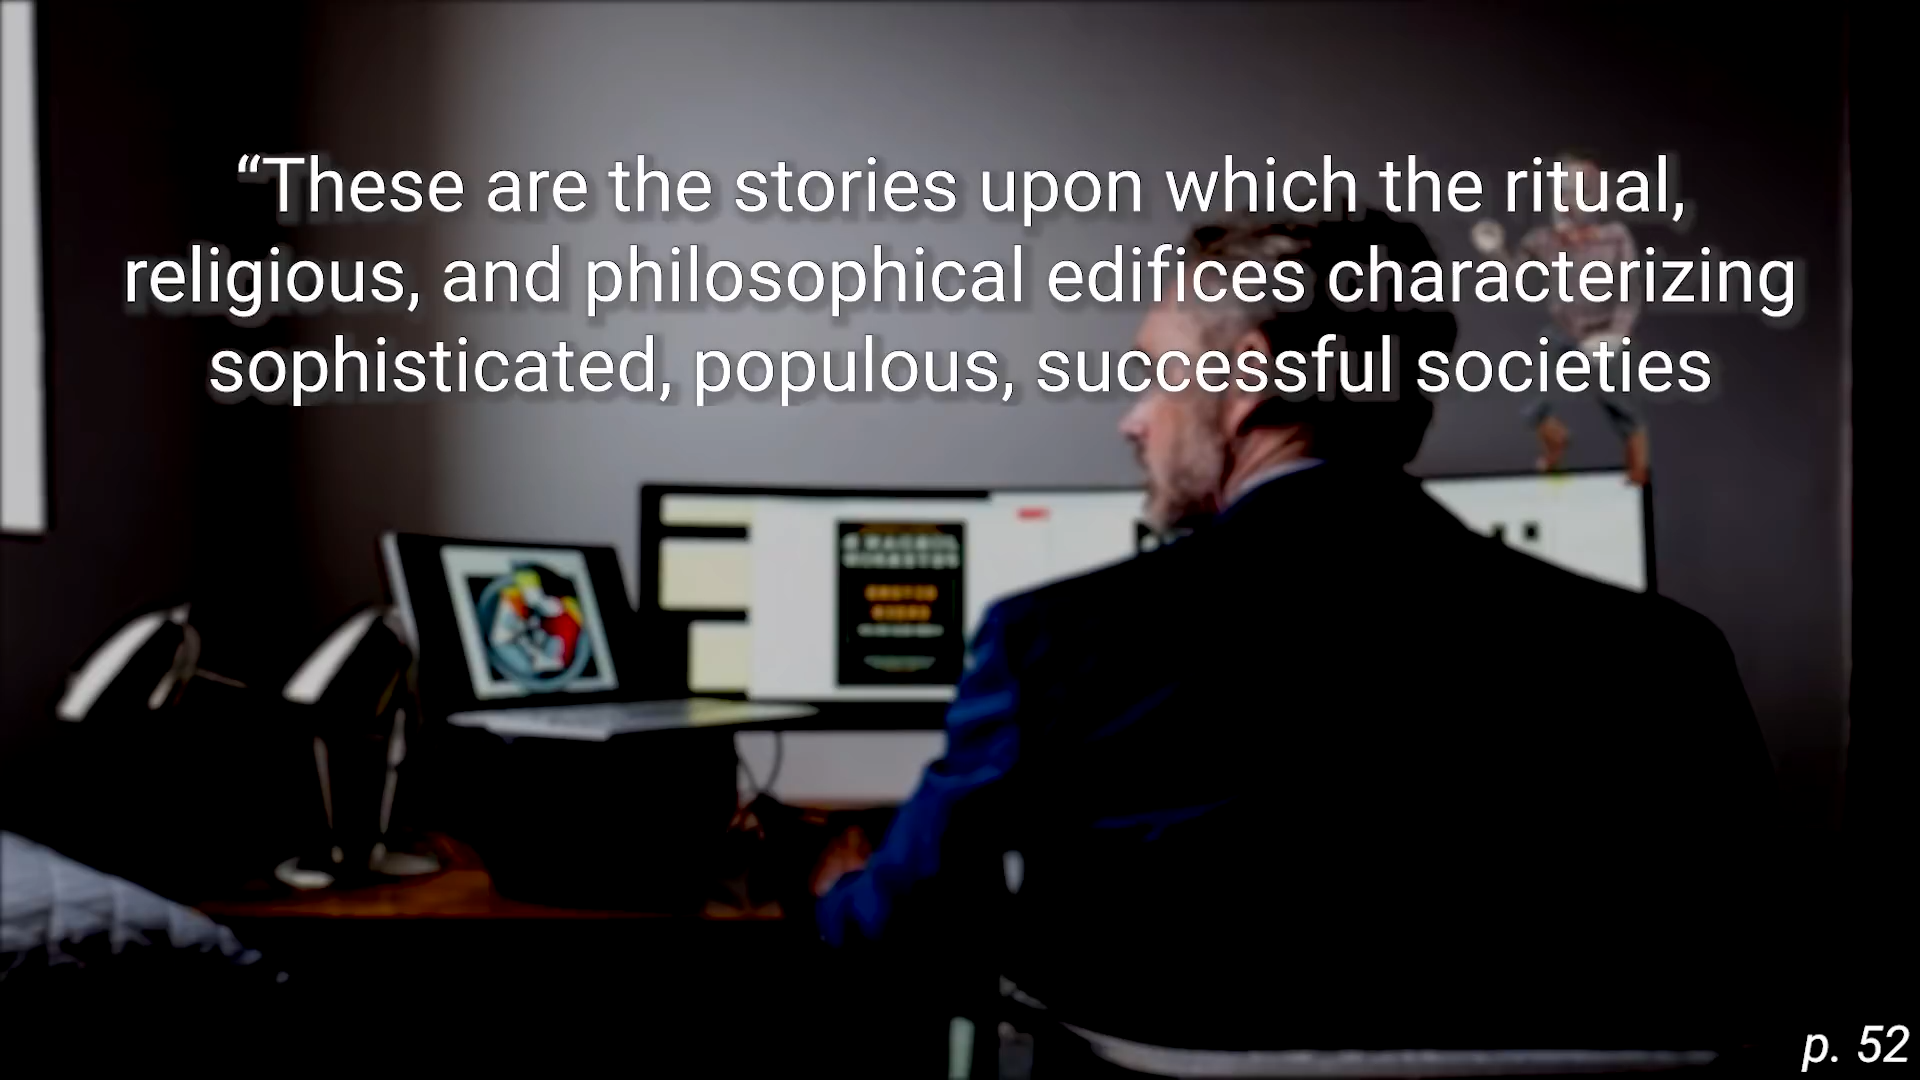 “These are the stories upon which the ritual,
religious, and philosophical edifices characterizing
sophisticated, populous, successful societies
p. 52